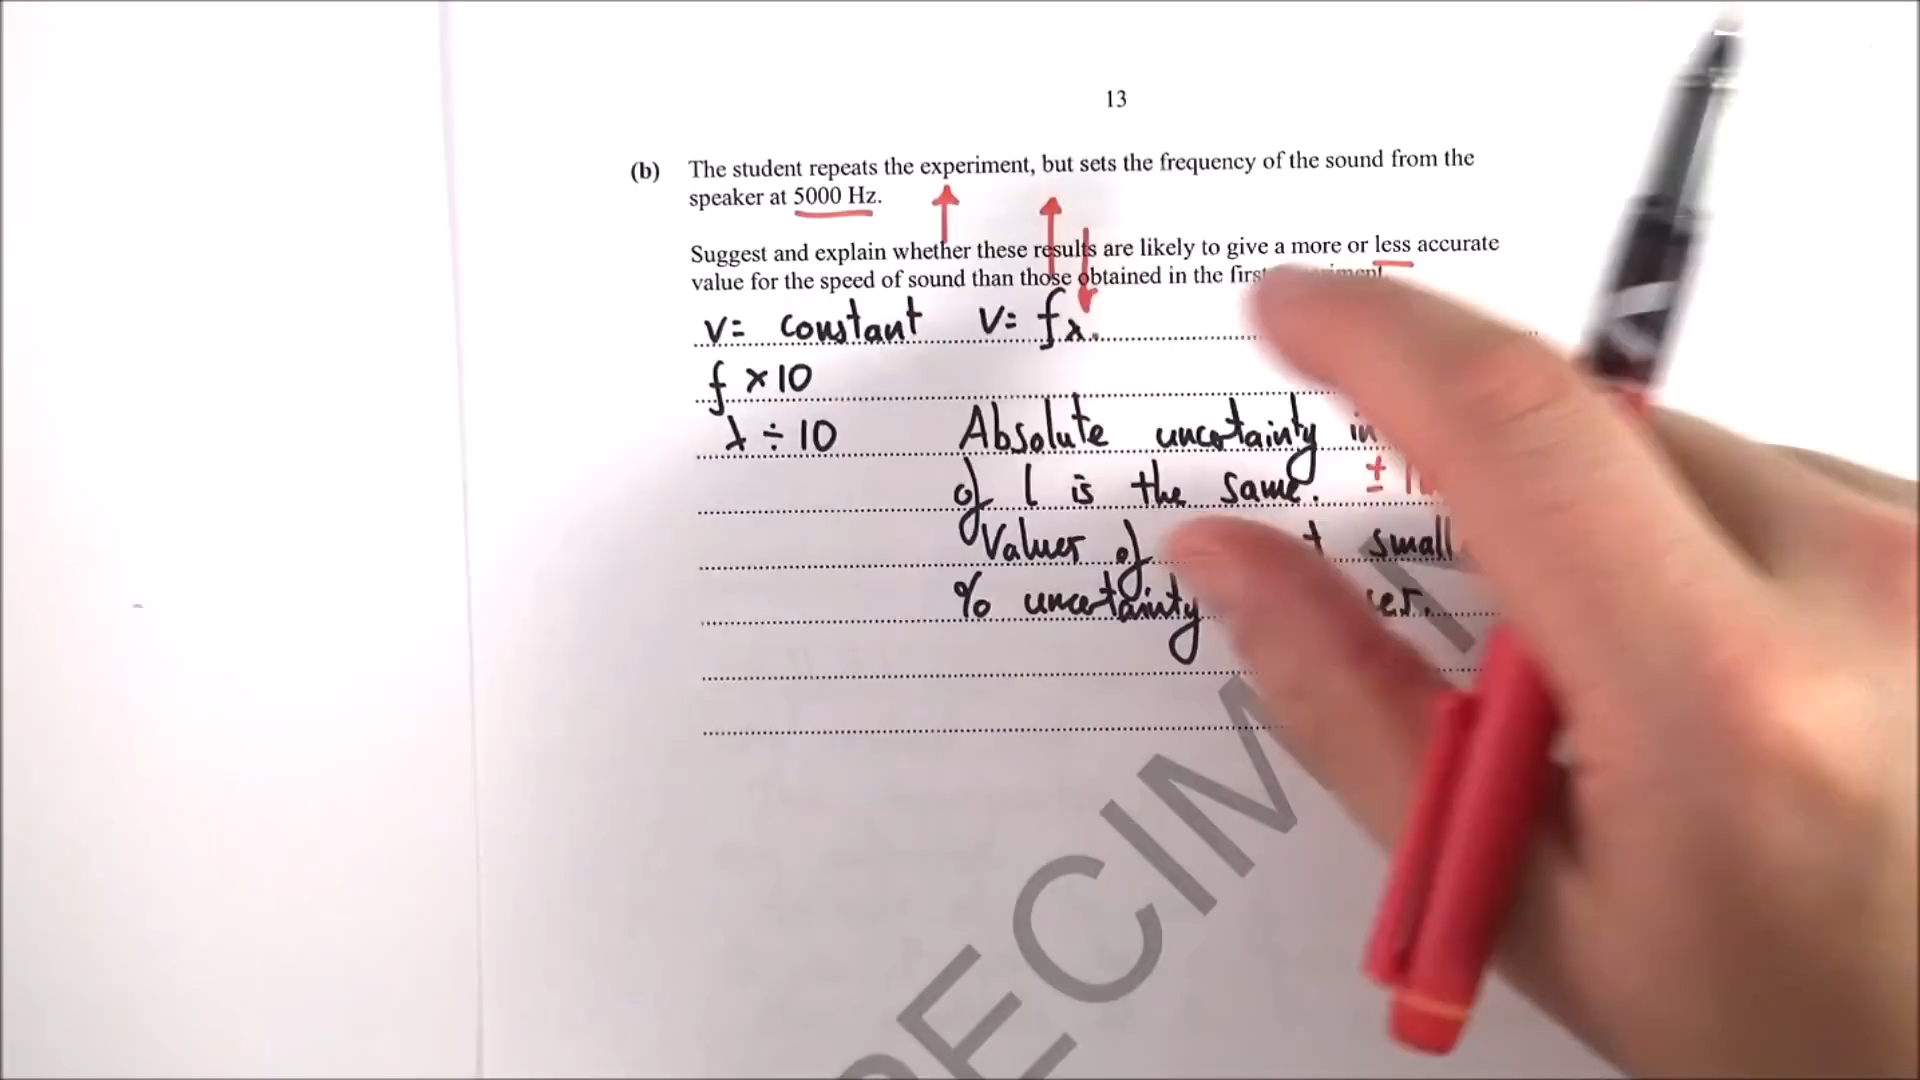 13
(b) The student repeats the experiment, but sets the frequency of the sound from the
speaker at 5000 Hz.
Suggest and explain whether these results are likely to give a more or less accurate
value for the speed of sound than those obtained in the first
v = constant v = fλ.
f × 10
λ ÷ 10 Absolute uncertainty in
of l is the same. ±
Values of small
% uncertainty